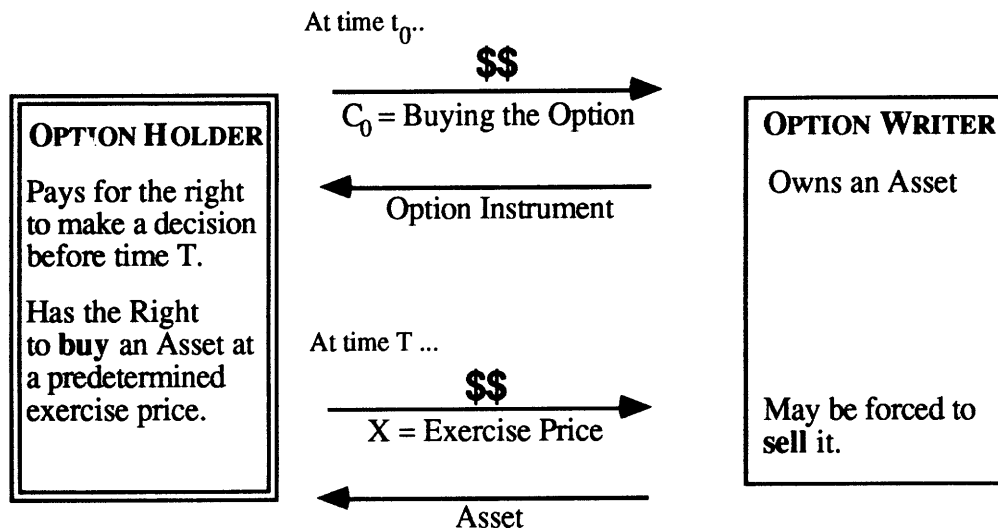 At time t0..
$$
C0 = Buying the Option
OPTION HOLDER
OPTION WRITER
Pays for the right
to make a decision
before time T.
Owns an Asset
Option Instrument
Has the Right
to buy an Asset at
a predetermined
exercise price.
At time T ...
$$
X = Exercise Price
May be forced to
sell it.
Asset